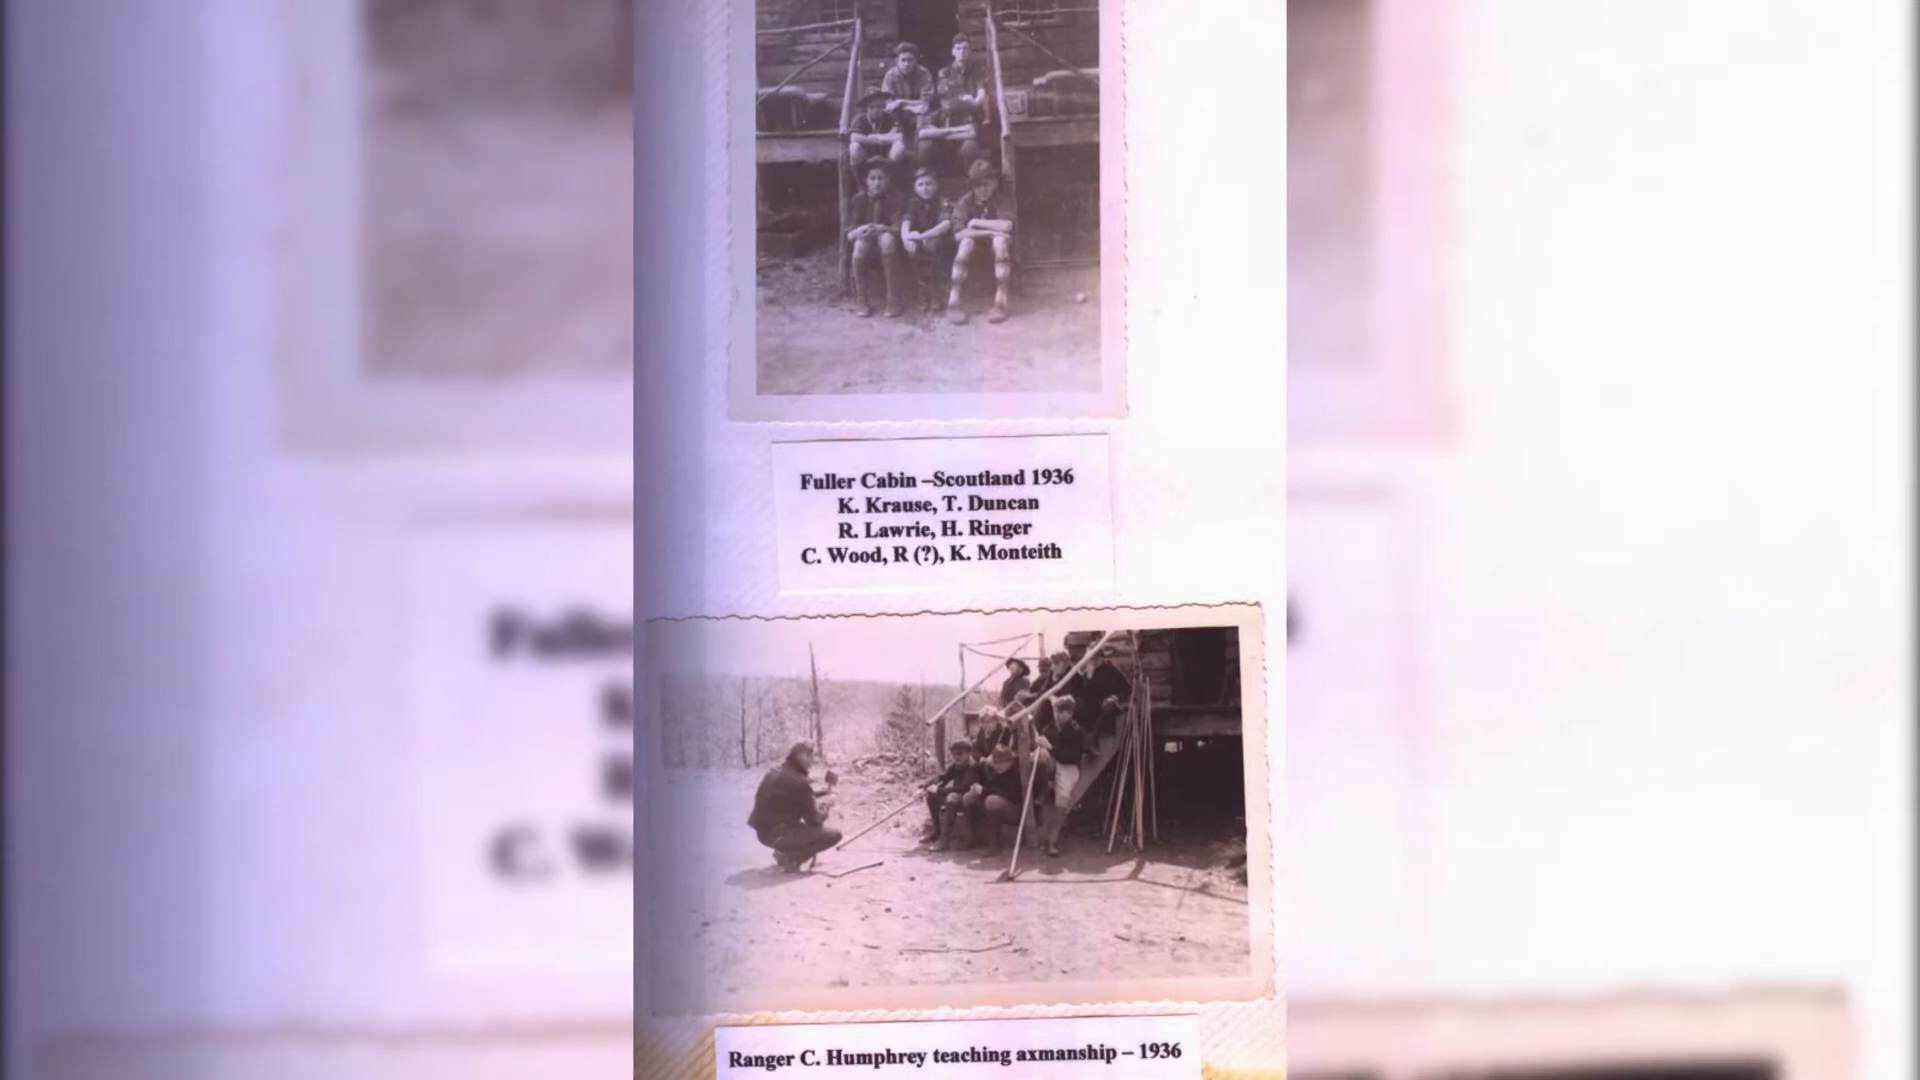 Fuller Cabin –Scoutland 1936
K. Krause, T. Duncan
R. Lawrie, H. Ringer
C. Wood, R (?), K. Monteith
Ranger C. Humphrey teaching axmanship – 1936